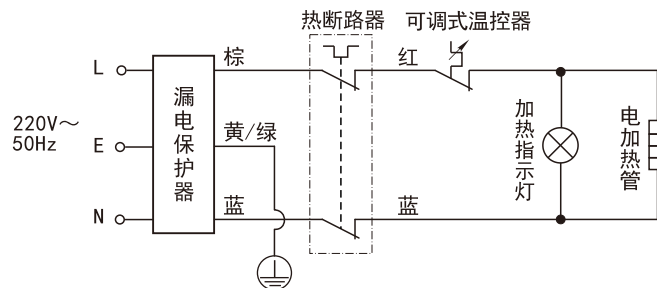 热断路器
可调式温控器
棕
红
L
220V～
50Hz
E
N
漏电保护器
黄/绿
蓝
蓝
加热指示灯
电加热管